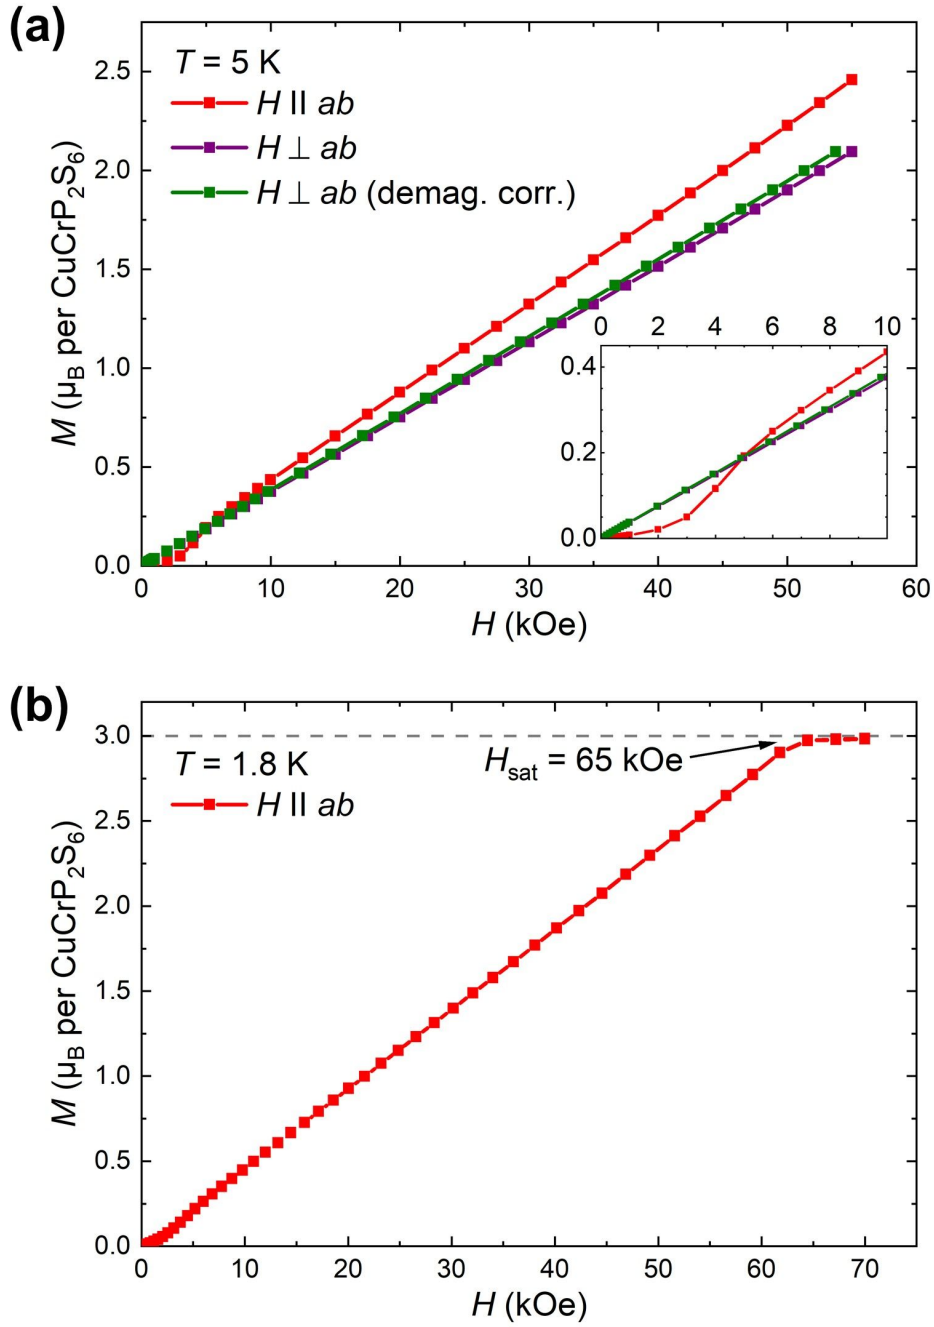 (a)
T = 5 K
H II ab
H ⊥ ab
H ⊥ ab (demag. corr.)
M (μB per CuCrP2S6)
2.5
2.0
1.5
1.0
0.5
0.0
0 2 4 6 8 10
0.4
0.2
0.0
0 10 20 30 40 50 60
H (kOe)
(b)
T = 1.8 K
H II ab
Hsat = 65 kOe
M (μB per CuCrP2S6)
3.0
2.5
2.0
1.5
1.0
0.5
0.0
0 10 20 30 40 50 60 70
H (kOe)